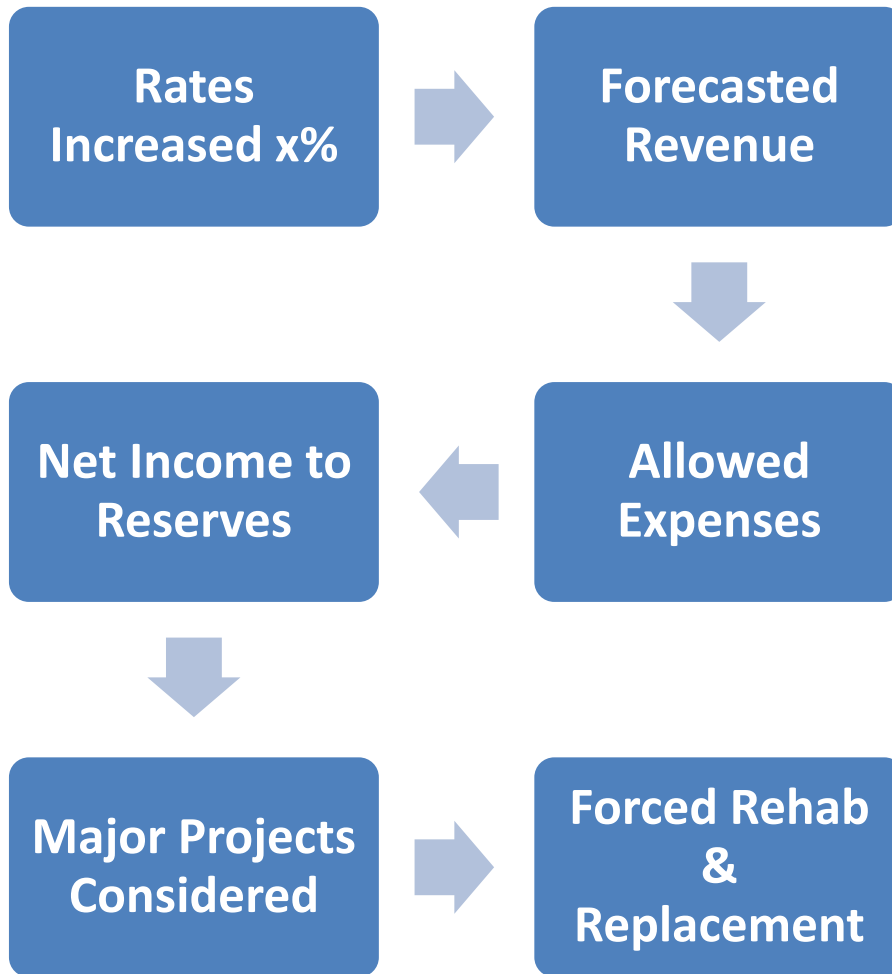 Rates
Increased x%
Forecasted
Revenue
Allowed
Expenses
Net Income to
Reserves
Major Projects
Considered
Forced Rehab
&
Replacement